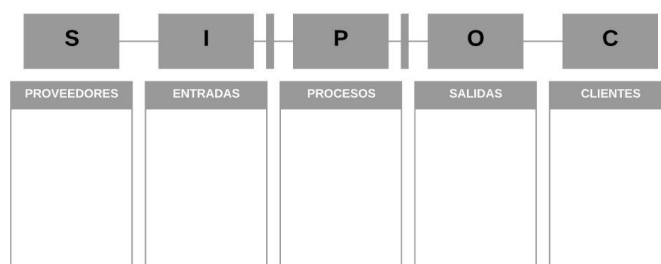 S I P O C
PROVEEDORES ENTRADAS PROCESOS SALIDAS CLIENTES